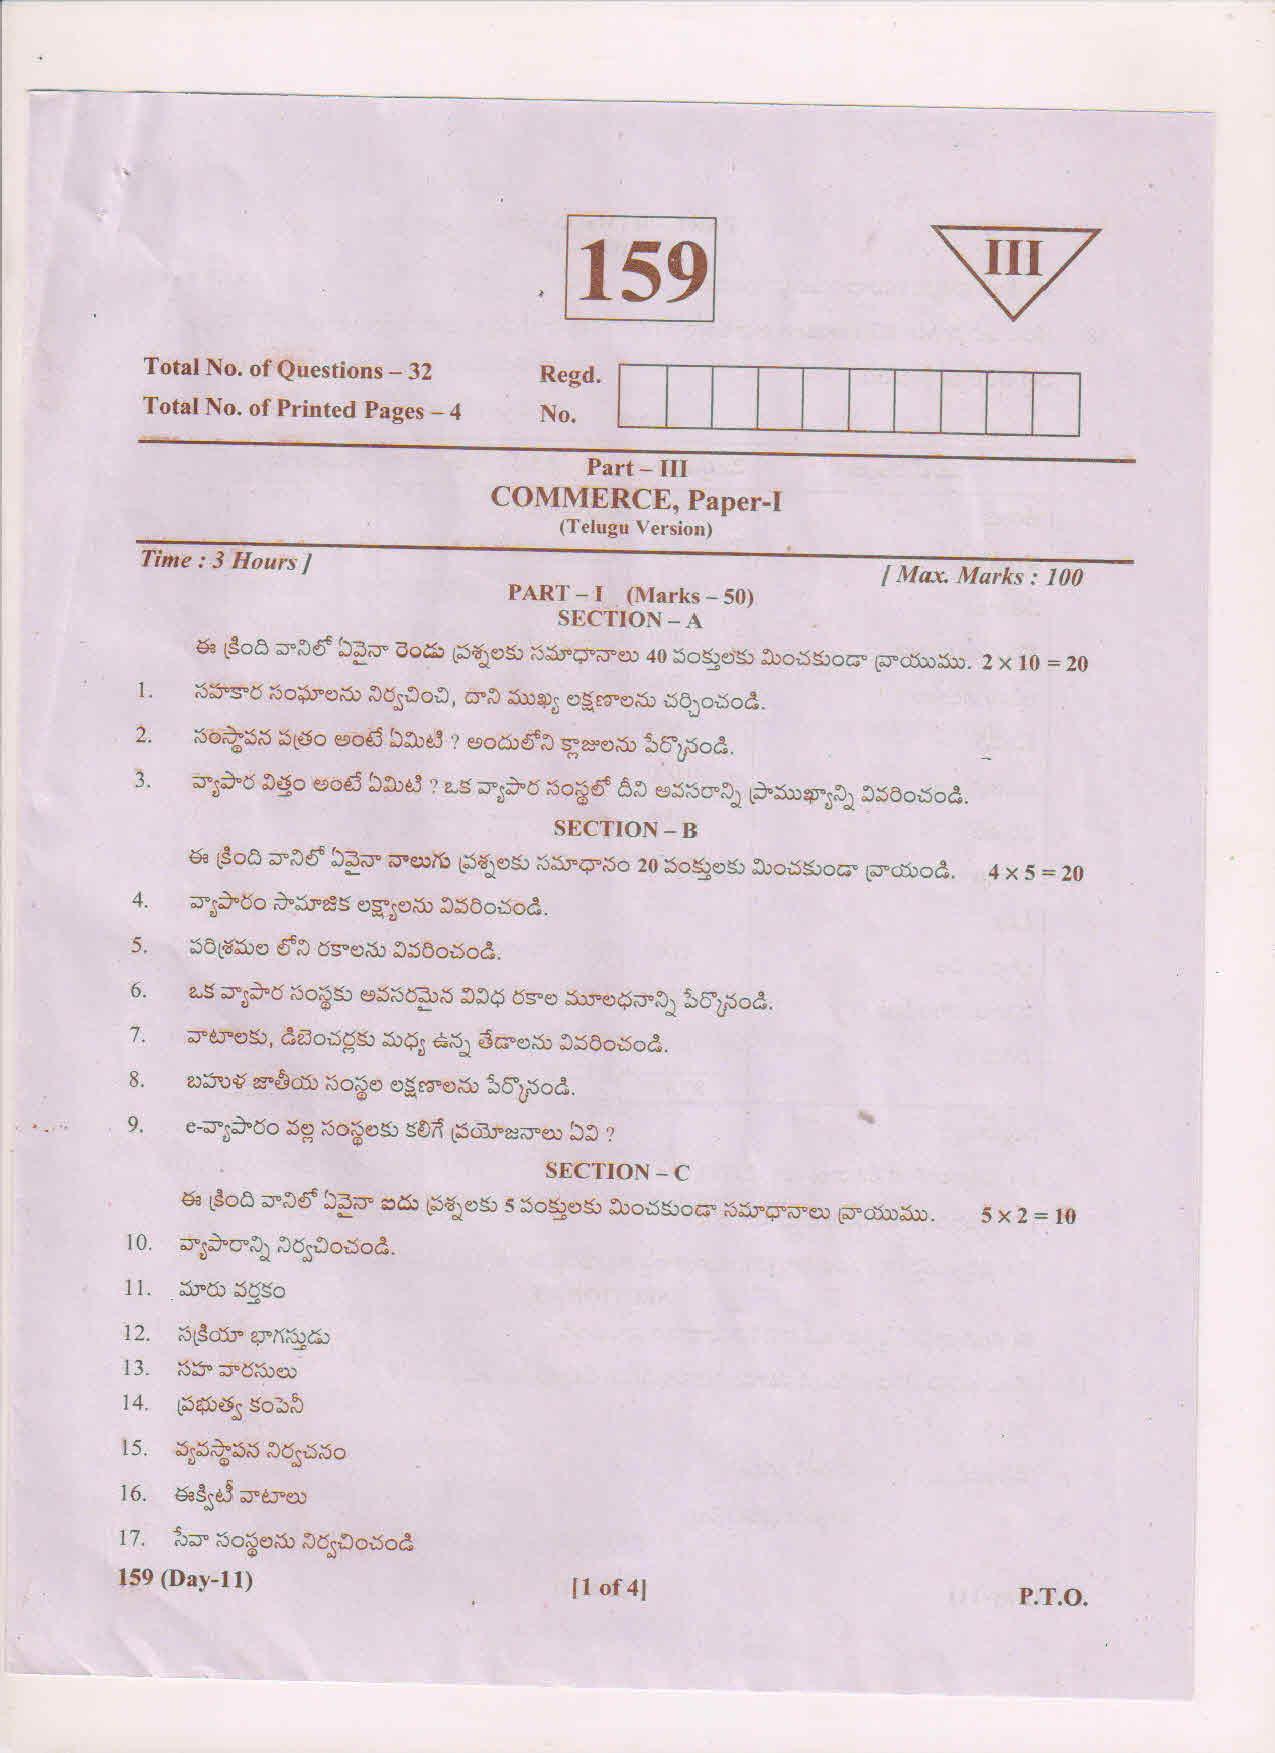 159
III
Total No. of Questions – 32
Regd.
Total No. of Printed Pages – 4
No.
Part – III
COMMERCE, Paper-I
(Telugu Version)
Time : 3 Hours ]
[ Max. Marks : 100
PART – I (Marks – 50)
SECTION – A
ఈ క్రింది వానిలో ఏవైనా రెండు ప్రశ్నలకు సమాధానాలు 40 పంక్తులకు మించకుండా వ్రాయుము. 2 × 10 = 20
1. సహకార సంఘాలను నిర్వచించి, దాని ముఖ్య లక్షణాలను చర్చించండి.
2. సంస్థాపన పత్రం అంటే ఏమిటి ? అందులోని క్లాజులను పేర్కొనండి.
3. వ్యాపార విత్తం అంటే ఏమిటి ? ఒక వ్యాపార సంస్థలో దీని అవసరాన్ని ప్రాముఖ్యాన్ని వివరించండి.
SECTION – B
ఈ క్రింది వానిలో ఏవైనా నాలుగు ప్రశ్నలకు సమాధానం 20 పంక్తులకు మించకుండా వ్రాయండి. 4 × 5 = 20
4. వ్యాపారం సామాజిక లక్ష్యాలను వివరించండి.
5. పరిశ్రమల లోని రకాలను వివరించండి.
6. ఒక వ్యాపార సంస్థకు అవసరమైన వివిధ రకాల మూలధనాన్ని పేర్కొనండి.
7. వాటాలకు, డిబెంచర్లకు మధ్య ఉన్న తేడాలను వివరించండి.
8. బహుళ జాతీయ సంస్థల లక్షణాలను పేర్కొనండి.
9. e-వ్యాపారం వల్ల సంస్థలకు కలిగే ప్రయోజనాలు ఏవి ?
SECTION – C
ఈ క్రింది వానిలో ఏవైనా ఐదు ప్రశ్నలకు 5 పంక్తులకు మించకుండా సమాధానాలు వ్రాయుము. 5 × 2 = 10
10. వ్యాపారాన్ని నిర్వచించండి.
11. మారు వర్తకం
12. సక్రియా భాగస్తుడు
13. సహ వారసులు
14. ప్రభుత్వ కంపెనీ
15. వ్యవస్థాపన నిర్వచనం
16. ఈక్విటీ వాటాలు
17. సేవా సంస్థలను నిర్వచించండి
159 (Day-11)
[1 of 4]
P.T.O.